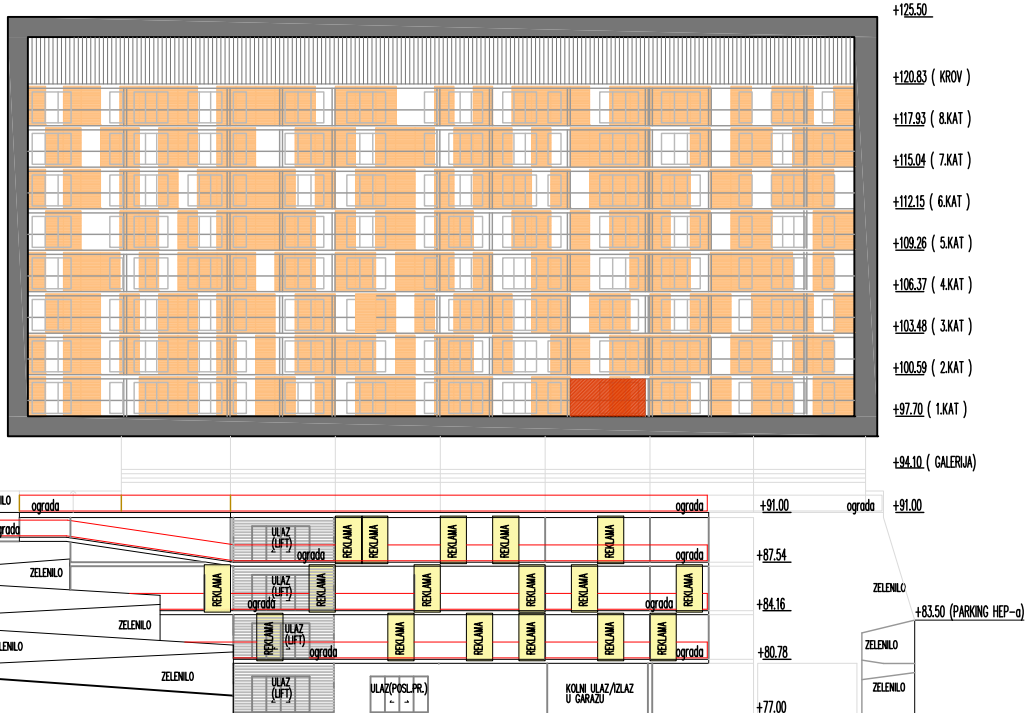 +125.50
+120.83 ( KROV )
+117.93 ( 8.KAT )
+115.04 ( 7.KAT )
+112.15 ( 6.KAT )
+109.26 ( 5.KAT )
+106.37 ( 4.KAT )
+103.48 ( 3.KAT )
+100.59 ( 2.KAT )
+97.70 ( 1.KAT )
+94.10 ( GALERIJA)
ILO
ograda
ograda
+91.00
ograda
+91.00
grada
ULAZ
(LIFT)
REKLAMA
REKLAMA
REKLAMA
REKLAMA
REKLAMA
ograda
ograda
+87.54
ZELENILO
ULAZ
(LIFT)
REKLAMA
REKLAMA
REKLAMA
REKLAMA
REKLAMA
REKLAMA
ZELENILO
ograda
ograda
+84.16
+83.50 (PARKING HEP-a)
ZELENILO
ULAZ
(LIFT)
REKLAMA
REKLAMA
REKLAMA
REKLAMA
REKLAMA
REKLAMA
ELENILO
ZELENILO
ograda
ograda
+80.78
ZELENILO
ULAZ
(LIFT)
ULAZ(POSL.PR.)
KOLNI ULAZ/IZLAZ
U GARAŽU
ZELENILO
+77.00